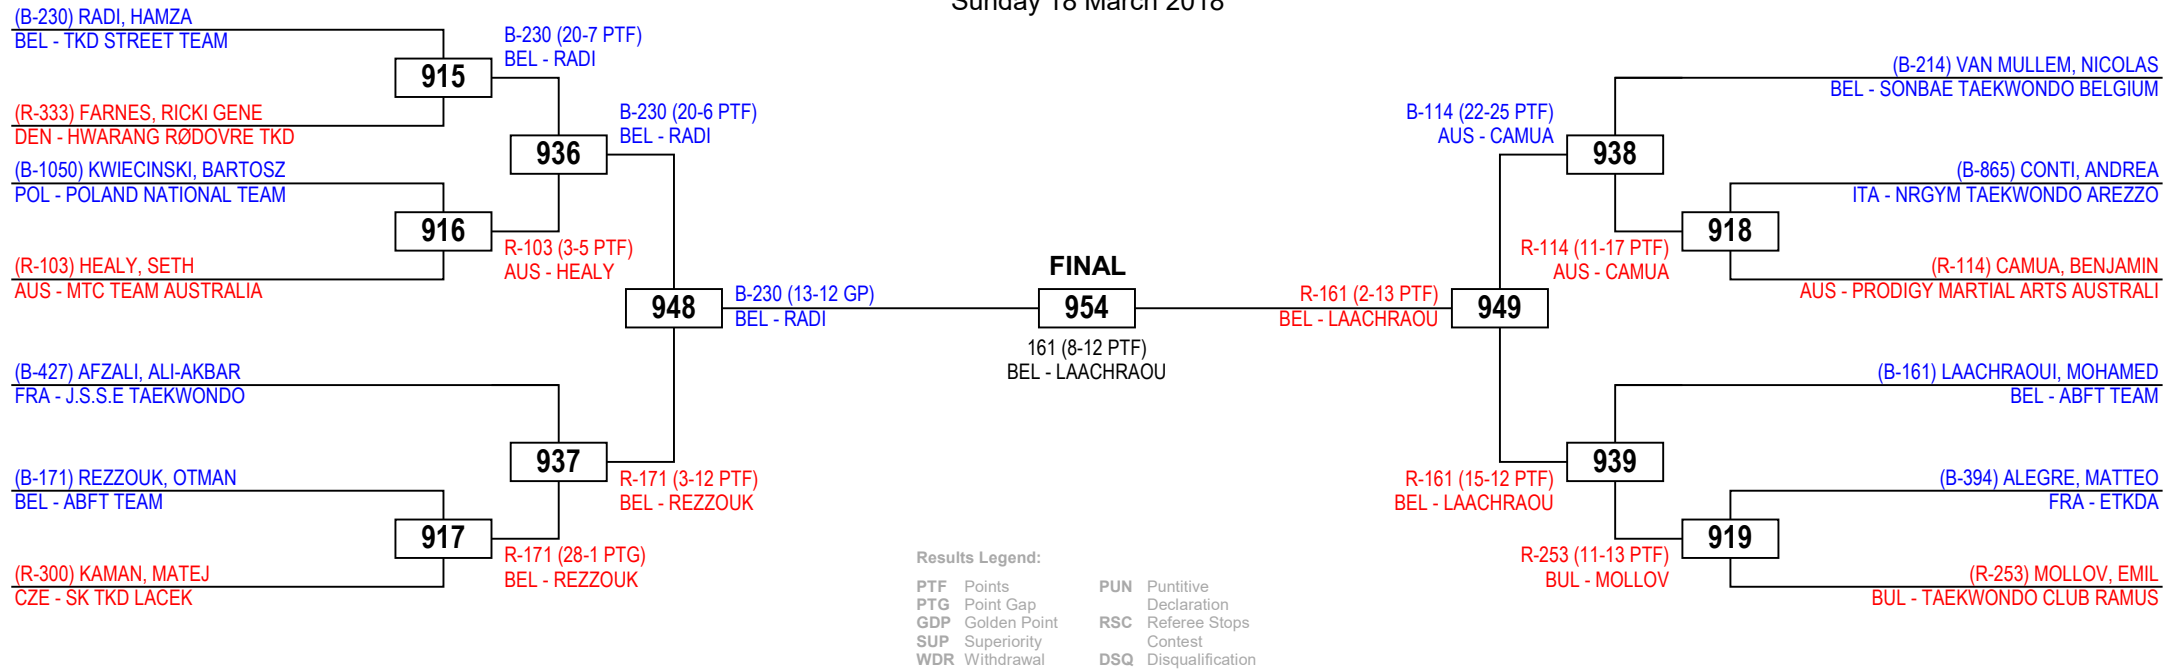 Sunday 18 March 2018
(B-230) RADI, HAMZA
BEL - TKD STREET TEAM
B-230 (20-7 PTF)
BEL - RADI
915
(R-333) FARNES, RICKI GENE
DEN - HWARANG RØDOVRE TKD
B-230 (20-6 PTF)
BEL - RADI
936
(B-1050) KWIECINSKI, BARTOSZ
POL - POLAND NATIONAL TEAM
916
R-103 (3-5 PTF)
AUS - HEALY
(R-103) HEALY, SETH
AUS - MTC TEAM AUSTRALIA
948
B-230 (13-12 GP)
BEL - RADI
(B-427) AFZALI, ALI-AKBAR
FRA - J.S.S.E TAEKWONDO
937
R-171 (3-12 PTF)
BEL - REZZOUK
(B-171) REZZOUK, OTMAN
BEL - ABFT TEAM
917
R-171 (28-1 PTG)
BEL - REZZOUK
(R-300) KAMAN, MATEJ
CZE - SK TKD LACEK
FINAL
954
161 (8-12 PTF)
BEL - LAACHRAOU
(B-214) VAN MULLEM, NICOLAS
BEL - SONBAE TAEKWONDO BELGIUM
B-114 (22-25 PTF)
AUS - CAMUA
938
(B-865) CONTI, ANDREA
ITA - NRGYM TAEKWONDO AREZZO
918
R-114 (11-17 PTF)
AUS - CAMUA
(R-114) CAMUA, BENJAMIN
AUS - PRODIGY MARTIAL ARTS AUSTRALI
R-161 (2-13 PTF)
BEL - LAACHRAOU
949
(B-161) LAACHRAOUI, MOHAMED
BEL - ABFT TEAM
939
R-161 (15-12 PTF)
BEL - LAACHRAOU
(B-394) ALEGRE, MATTEO
FRA - ETKDA
919
R-253 (11-13 PTF)
BUL - MOLLOV
(R-253) MOLLOV, EMIL
BUL - TAEKWONDO CLUB RAMUS
Results Legend:
PTF Points
PTG Point Gap
GDP Golden Point
SUP Superiority
WDR Withdrawal
PUN Puntitive
Declaration
RSC Referee Stops
Contest
DSQ Disqualification